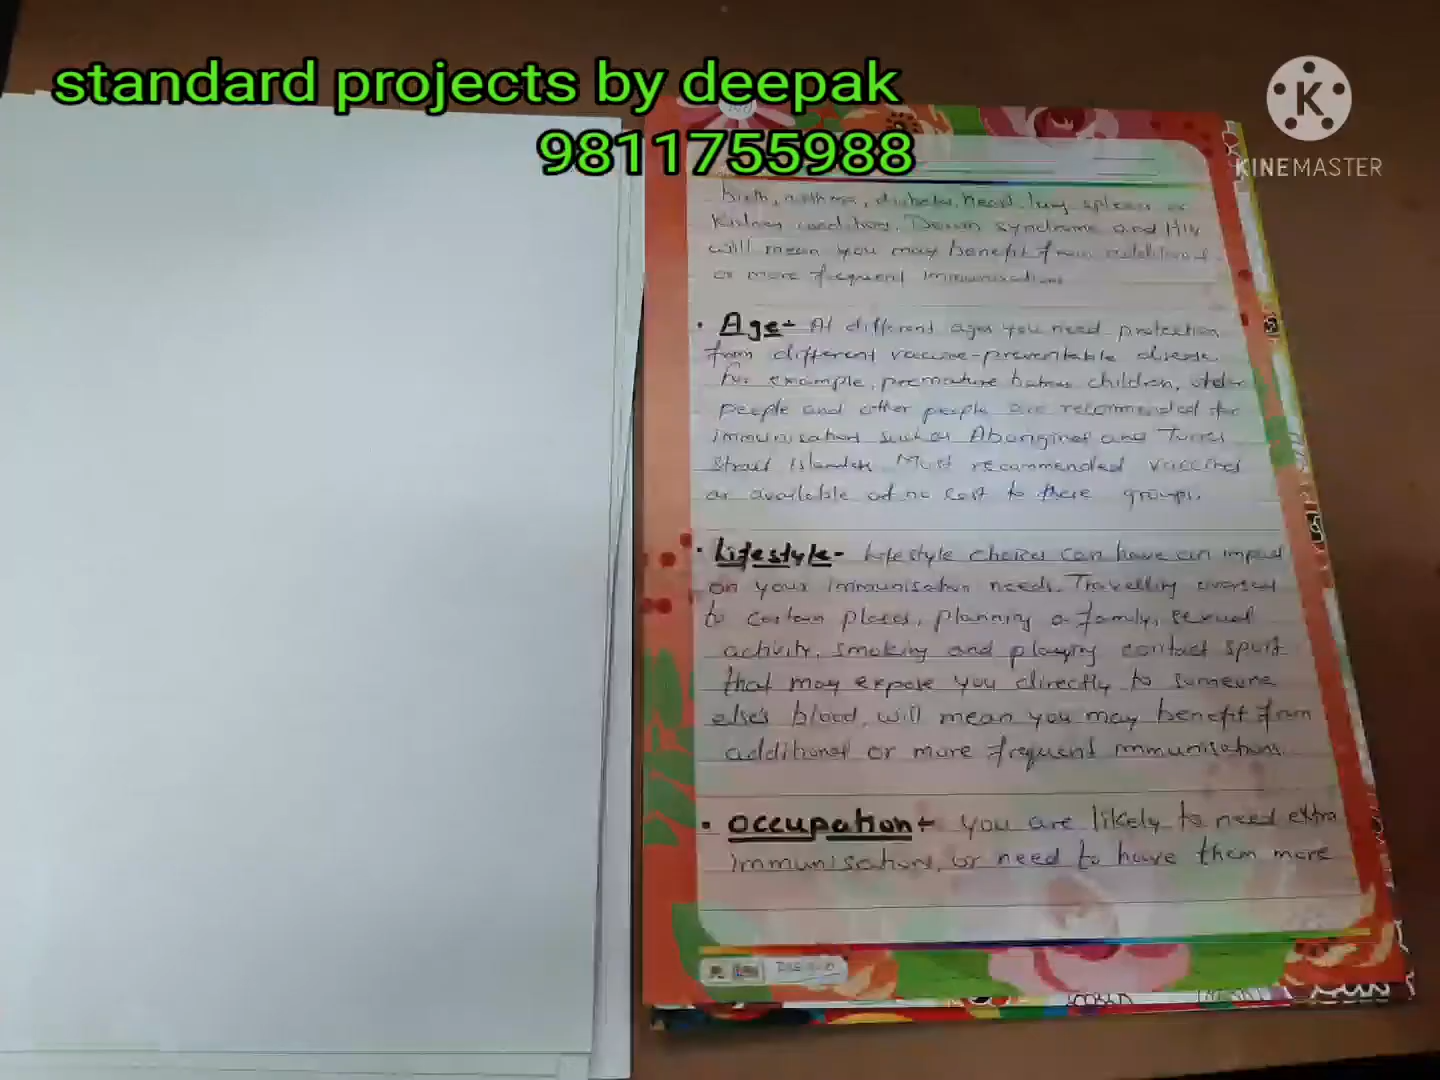 standard projects by deepak
9811755988
KINEMASTER
birth, asthma, diabetes, heart, lung, spleen or
Kidney conditions, Down syndrome and HIV
will mean you may benefit from additional
or more frequent immunisations
• Age- At different ages you need protection
from different vaccine-preventable disease.
For example, premature babies children, older
people and other people are recommended for
immunisation such as Aboriginal and Torres
Strait Islanders. Most recommended vaccines
are available at no cost to these groups.
• Lifestyle- Lifestyle choices can have an impact
on your immunisation needs. Travelling overseas
to certain places, planning a family, sexual
activity, smoking and playing contact sport
that may expose you directly to someone
else's blood, will mean you may benefit from
additional or more frequent immunisations.
• Occupation- you are likely to need extra
immunisations, or need to have them more